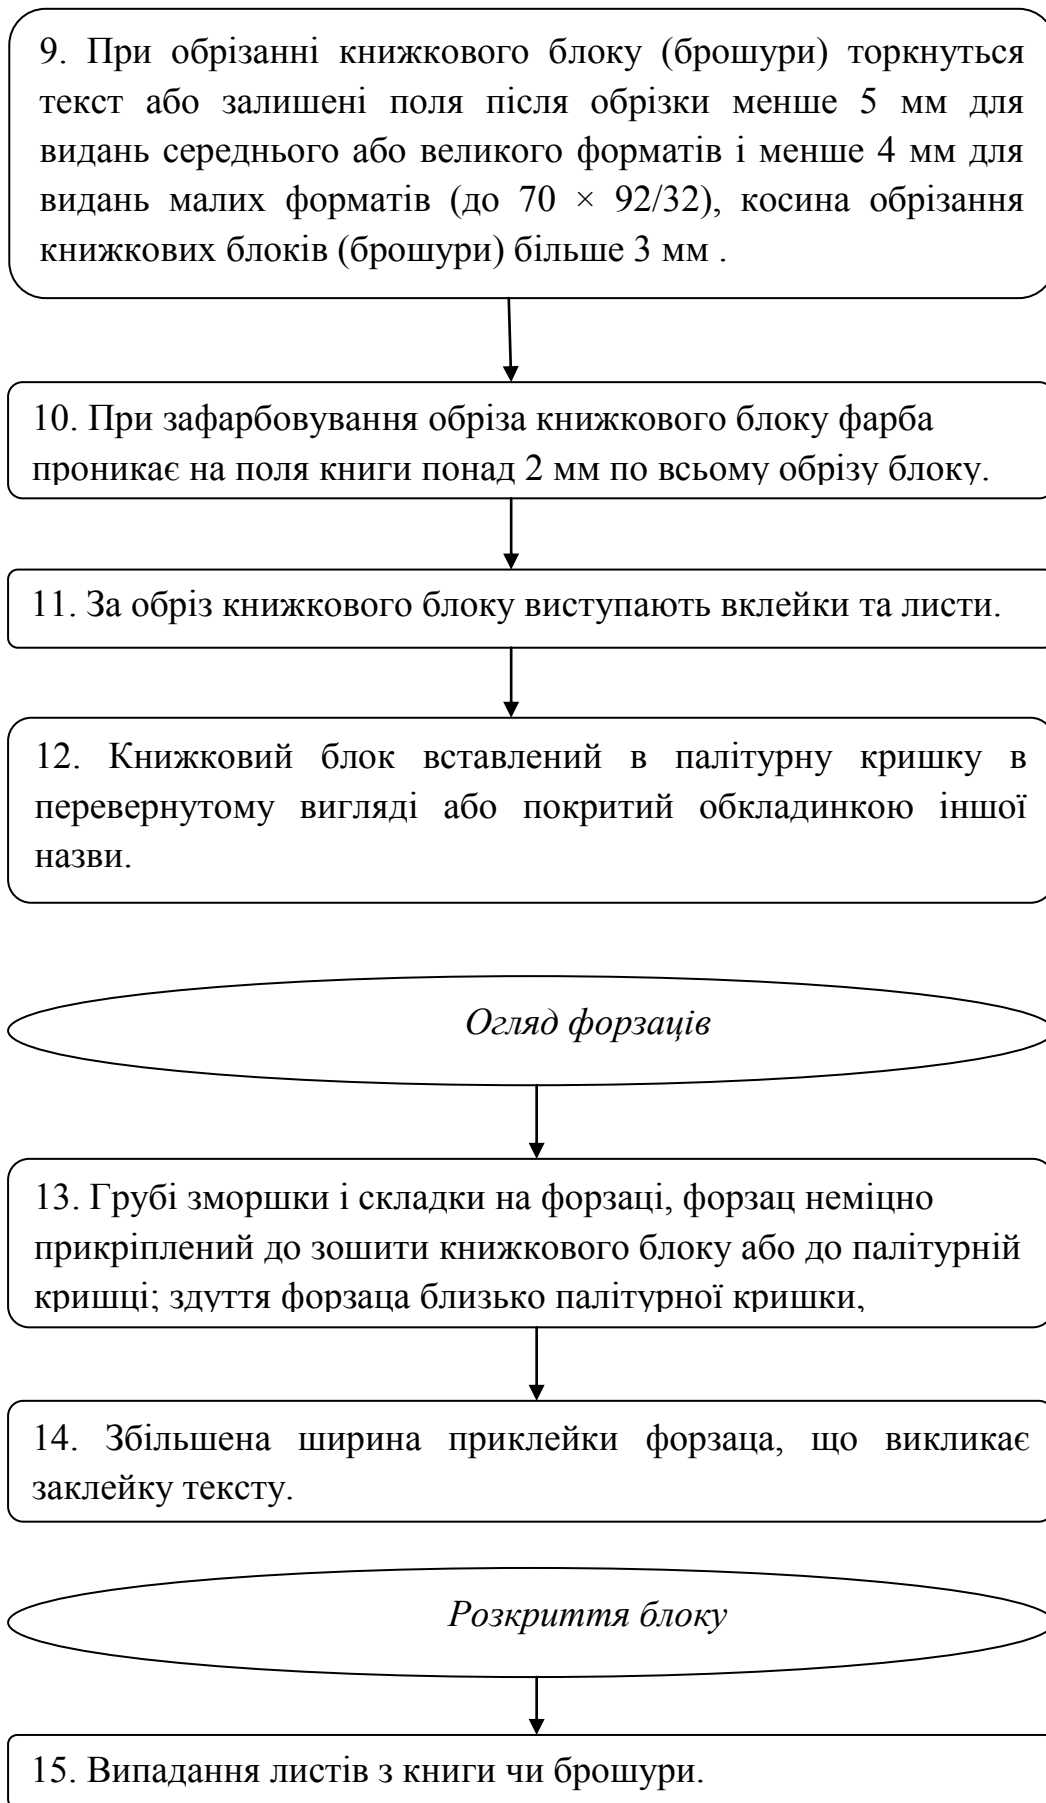 9. При обрізанні книжкового блоку (брошури) торкнуться
текст або залишені поля після обрізки менше 5 мм для
видань середнього або великого форматів і менше 4 мм для
видань малих форматів (до 70 × 92/32), косина обрізання
книжкових блоків (брошури) більше 3 мм .
10. При зафарбовування обріза книжкового блоку фарба
проникає на поля книги понад 2 мм по всьому обрізу блоку.
11. За обріз книжкового блоку виступають вклейки та листи.
12. Книжковий блок вставлений в палітурну кришку в
перевернутому вигляді або покритий обкладинкою іншої
назви.
Огляд форзаців
13. Грубі зморшки і складки на форзаці, форзац неміцно
прикріплений до зошити книжкового блоку або до палітурній
кришці; здуття форзаца близько палітурної кришки,
14. Збільшена ширина приклейки форзаца, що викликає
заклейку тексту.
Розкриття блоку
15. Випадання листів з книги чи брошури.